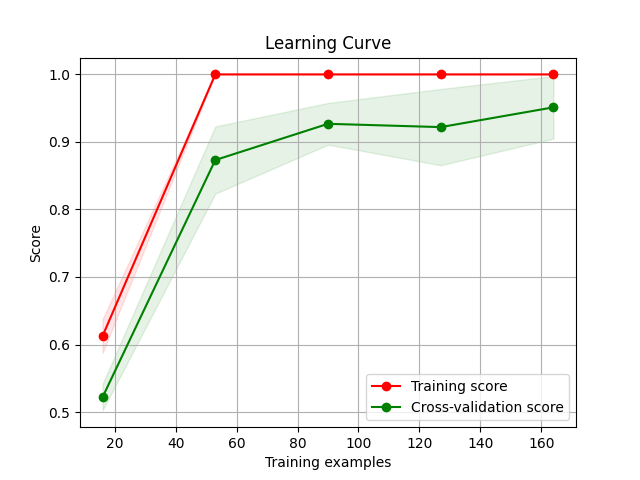 Learning Curve
1.0
0.9
0.8
0.7
0.6
0.5
Score
Training score
Cross-validation score
20 40 60 80 100 120 140 160
Training examples